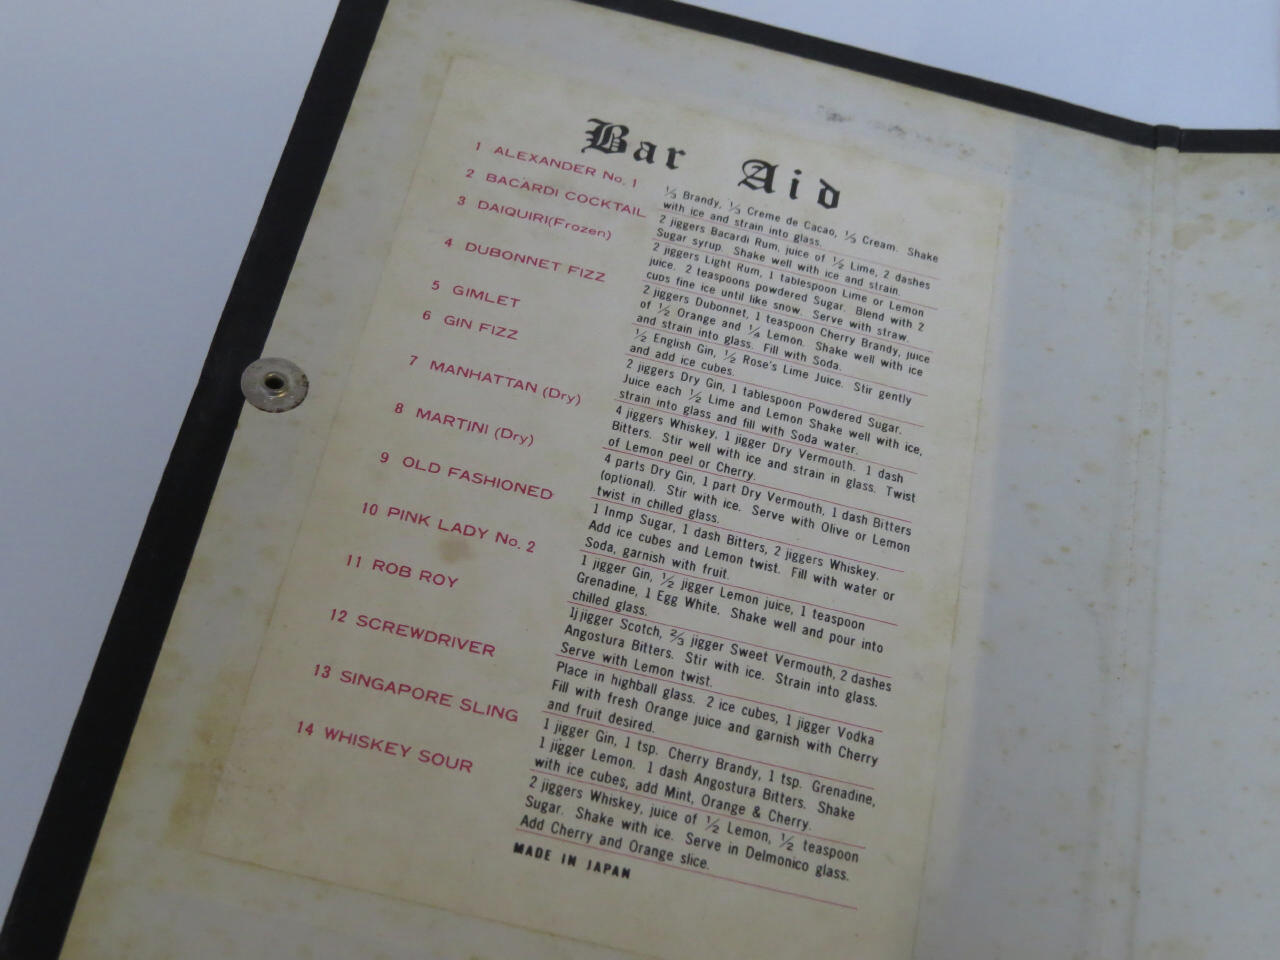 Bar Aid
1 ALEXANDER No. 1
⅓ Brandy, ⅓ Creme de Cacao, ⅓ Cream. Shake
with ice and strain into glass.
2 BACARDI COCKTAIL
2 jiggers Bacardi Rum, juice of ½ Lime, 2 dashes
Sugar syrup. Shake well with ice and strain.
3 DAIQUIRI(Frozen)
2 jiggers Light Rum, 1 tablespoon Lime or Lemon
juice. 2 teaspoons powdered Sugar. Blend with 2
cups fine ice until like snow. Serve with straw.
4 DUBONNET FIZZ
2 jiggers Dubonnet, 1 teaspoon Cherry Brandy, juice
of ½ Orange and ¼ Lemon. Shake well with ice
and strain into glass. Fill with Soda.
5 GIMLET
½ English Gin, ½ Rose's Lime Juice. Stir gently
and add ice cubes.
6 GIN FIZZ
2 jiggers Dry Gin, 1 tablespoon Powdered Sugar.
Juice each ½ Lime and Lemon Shake well with ice,
strain into glass and fill with Soda water.
7 MANHATTAN (Dry)
4 jiggers Whiskey, 1 jigger Dry Vermouth. 1 dash
Bitters. Stir well with ice and strain in glass. Twist
of Lemon peel or Cherry.
8 MARTINI (Dry)
4 parts Dry Gin, 1 part Dry Vermouth, 1 dash Bitters
(optional). Stir with ice. Serve with Olive or Lemon
twist in chilled glass.
9 OLD FASHIONED
1 lnmp Sugar, 1 dash Bitters, 2 jiggers Whiskey.
Add ice cubes and Lemon twist. Fill with water or
Soda, garnish with fruit.
10 PINK LADY No. 2
1 jigger Gin, ½ jigger Lemon juice, 1 teaspoon
Grenadine, 1 Egg White. Shake well and pour into
chilled glass.
11 ROB ROY
1j jigger Scotch, ⅔ jigger Sweet Vermouth, 2 dashes
Angostura Bitters. Stir with ice. Strain into glass.
Serve with Lemon twist.
12 SCREWDRIVER
Place in highball glass. 2 ice cubes, 1 jigger Vodka
Fill with fresh Orange juice and garnish with Cherry
and fruit desired.
13 SINGAPORE SLING
1 jigger Gin, 1 tsp. Cherry Brandy, 1 tsp. Grenadine,
1 jigger Lemon. 1 dash Angostura Bitters. Shake
with ice cubes, add Mint, Orange & Cherry.
14 WHISKEY SOUR
2 jiggers Whiskey, juice of ½ Lemon, ½ teaspoon
Sugar. Shake with ice. Serve in Delmonico glass.
Add Cherry and Orange slice.
MADE IN JAPAN